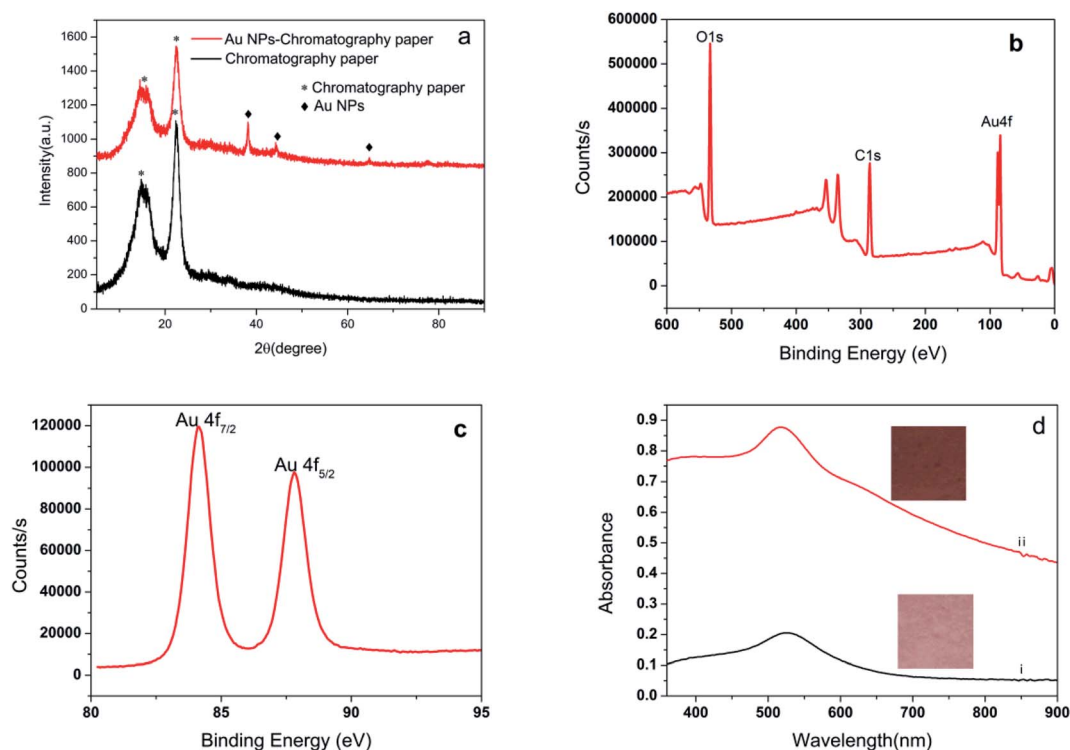 a
Au NPs-Chromatography paper
Chromatography paper
* Chromatography paper
♦ Au NPs
*
*
*
*
♦
♦
♦
Intensity(a.u.)
1600
1400
1200
1000
800
600
400
200
0
20 40 60 80
2θ(degree)
b
O1s
C1s
Au4f
Counts/s
600000
500000
400000
300000
200000
100000
0
600 500 400 300 200 100 0
Binding Energy (eV)
c
Au 4f7/2
Au 4f5/2
Counts/s
120000
100000
80000
60000
40000
20000
0
80 85 90 95
Binding Energy (eV)
d
ii
i
Absorbance
0.9
0.8
0.7
0.6
0.5
0.4
0.3
0.2
0.1
0.0
400 500 600 700 800 900
Wavelength(nm)